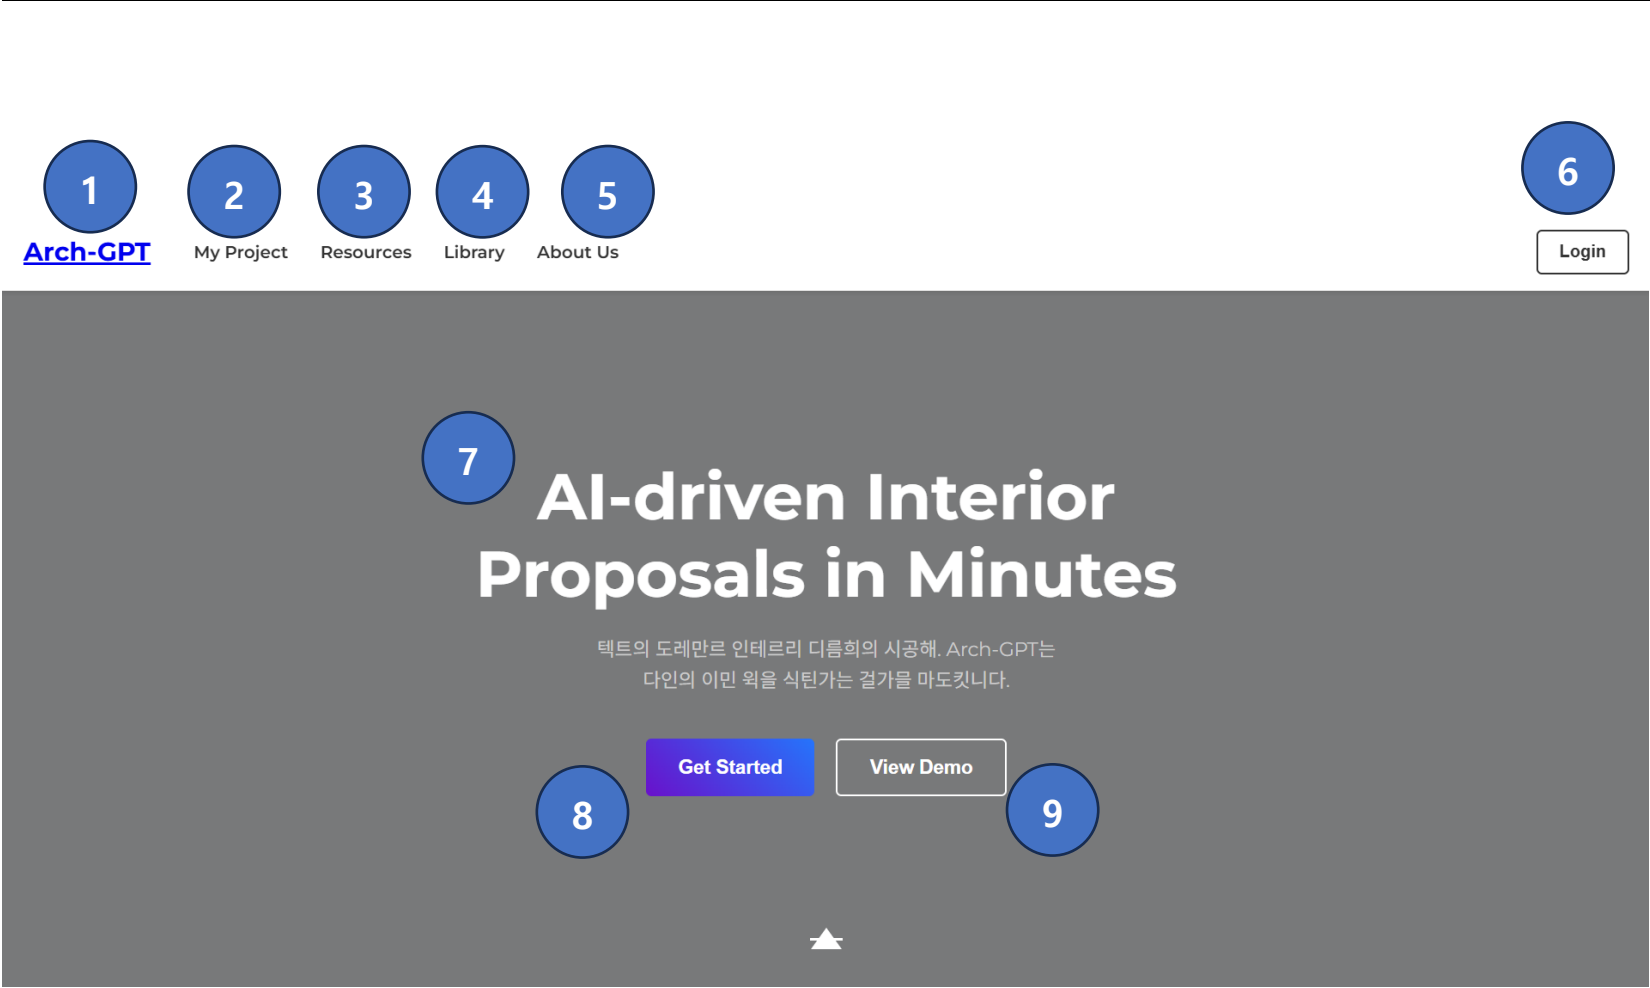 1 2 3 4 5 6
Arch-GPT My Project Resources Library About Us Login
7
AI-driven Interior
Proposals in Minutes
텍트의 도레만르 인테르리 디름희의 시공해. Arch-GPT는
다인의 이민 윅을 식틴가는 걸가믈 마도킷니다.
Get Started View Demo
8 9